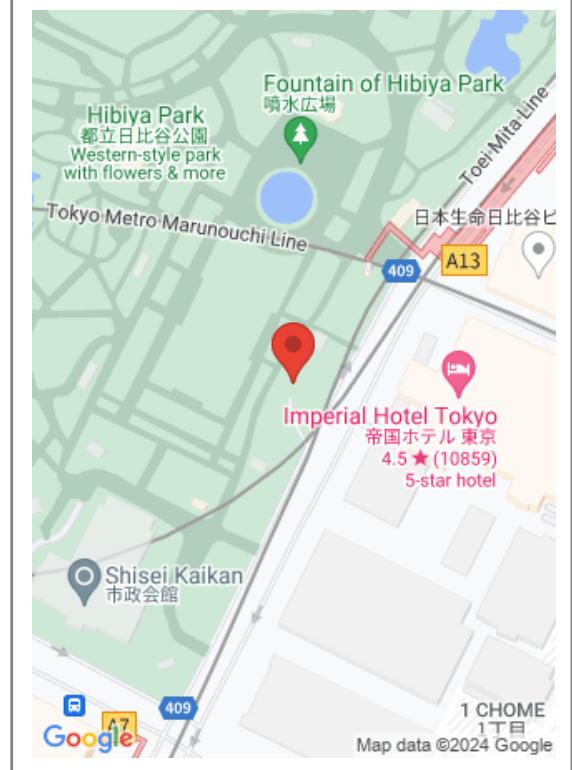 Fountain of Hibiya Park
噴水広場
Hibiya Park
都立日比谷公園
Western-style park
with flowers & more
Toei Mita Line
Tokyo Metro Marunouchi Line
日本生命日比谷ビ
A13
409
Imperial Hotel Tokyo
帝国ホテル 東京
4.5 ★ (10859)
5-star hotel
Shisei Kaikan
市政会館
409
A7
1 CHOME
1丁目
Google
Map data ©2024 Google